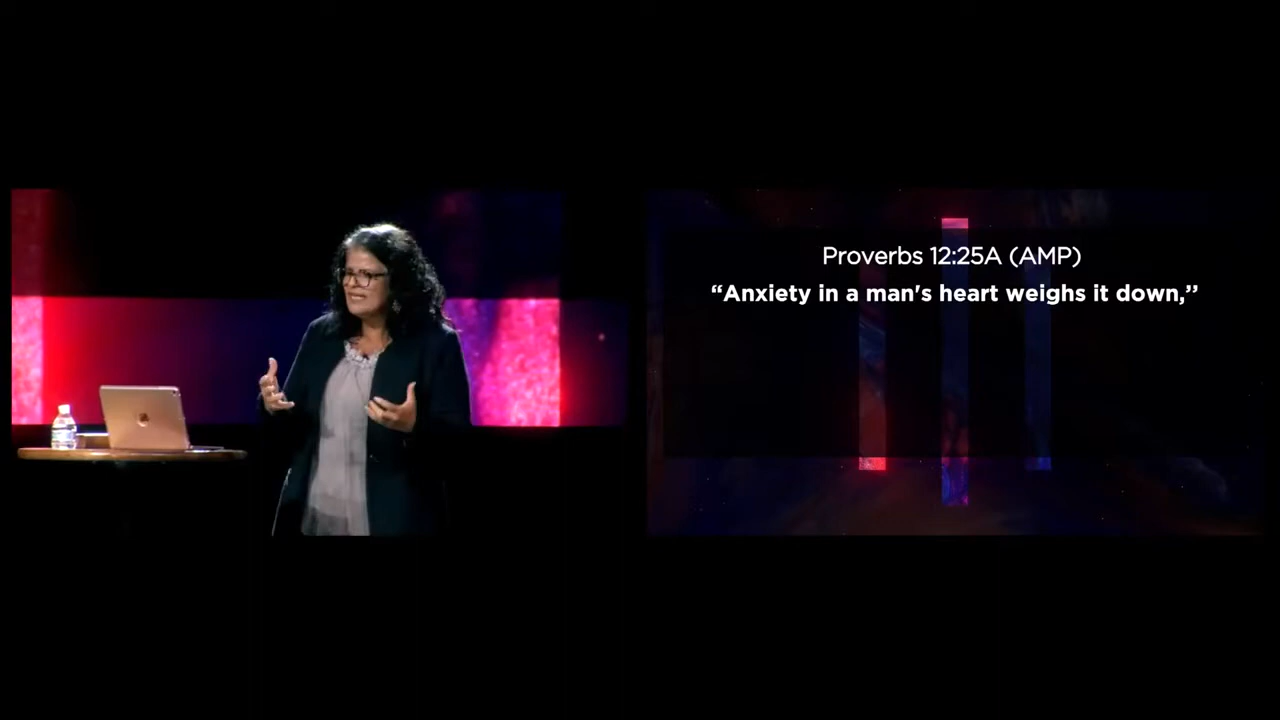 Proverbs 12:25A (AMP)
“Anxiety in a man's heart weighs it down,’’